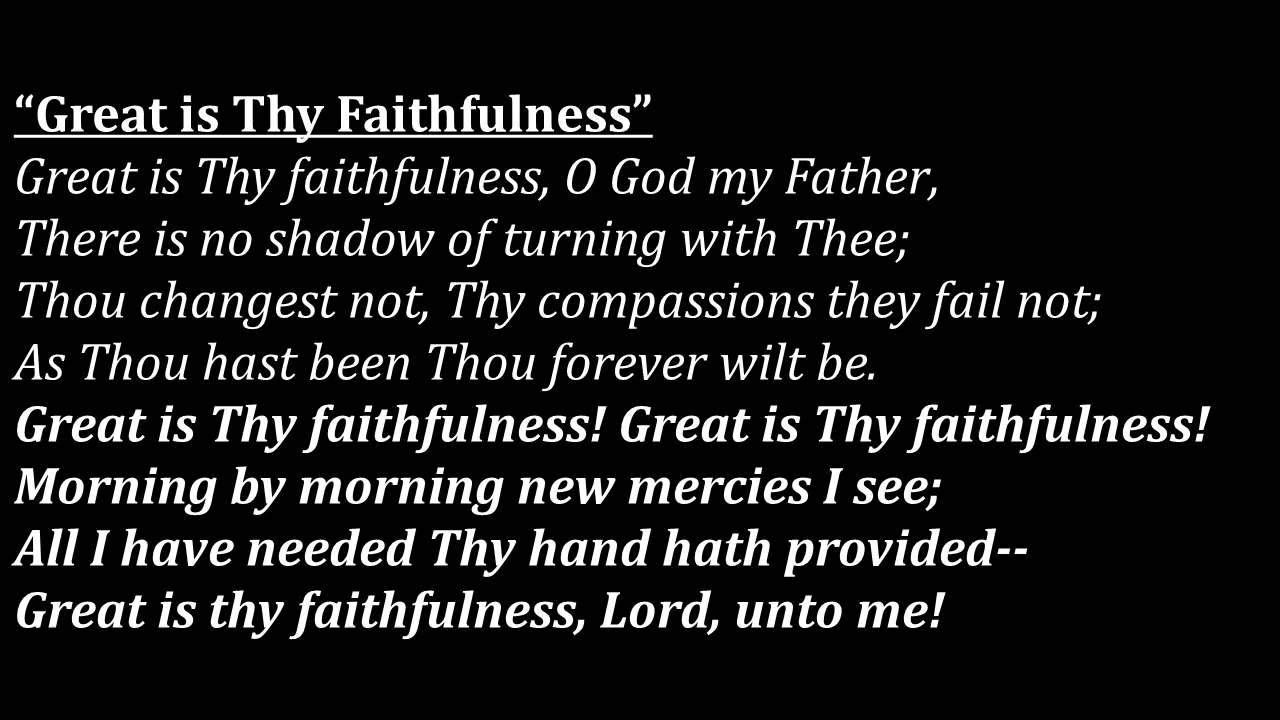 “Great is Thy Faithfulness”
Great is Thy faithfulness, O God my Father,
There is no shadow of turning with Thee;
Thou changest not, Thy compassions they fail not;
As Thou hast been Thou forever wilt be.
Great is Thy faithfulness! Great is Thy faithfulness!
Morning by morning new mercies I see;
All I have needed Thy hand hath provided--
Great is thy faithfulness, Lord, unto me!